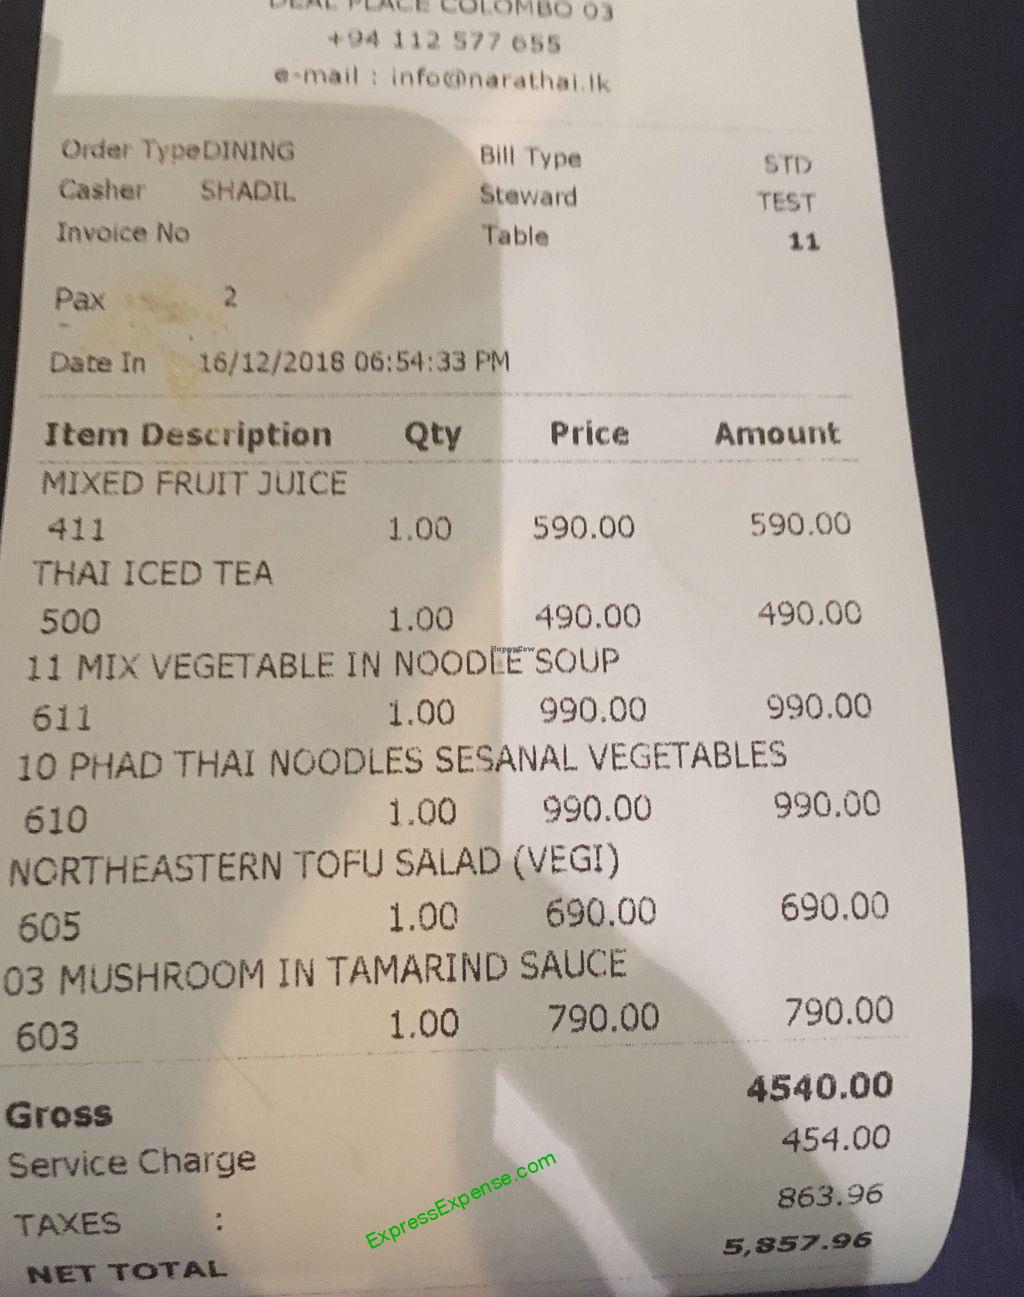 DEAL PLACE COLOMBO 03
+94 112 577 655
e-mail : info@narathai.lk
Order TypeDINING Bill Type STD
Casher SHADIL Steward TEST
Invoice No Table 11
Pax 2
Date In 16/12/2018 06:54:33 PM
Item Description Qty Price Amount
MIXED FRUIT JUICE
411 1.00 590.00 590.00
THAI ICED TEA
500 1.00 490.00 490.00
11 MIX VEGETABLE IN NOODLE SOUP
HappyCow
611 1.00 990.00 990.00
10 PHAD THAI NOODLES SESANAL VEGETABLES
610 1.00 990.00 990.00
NORTHEASTERN TOFU SALAD (VEGI)
605 1.00 690.00 690.00
03 MUSHROOM IN TAMARIND SAUCE
603 1.00 790.00 790.00
Gross 4540.00
Service Charge 454.00
TAXES : 863.96
NET TOTAL 5,857.96
ExpressExpense.com